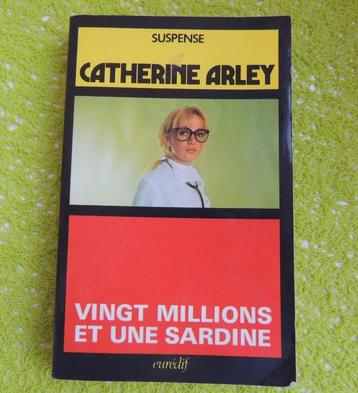 SUSPENSE
CATHERINE ARLEY
VINGT MILLIONS
ET UNE SARDINE
eurédif